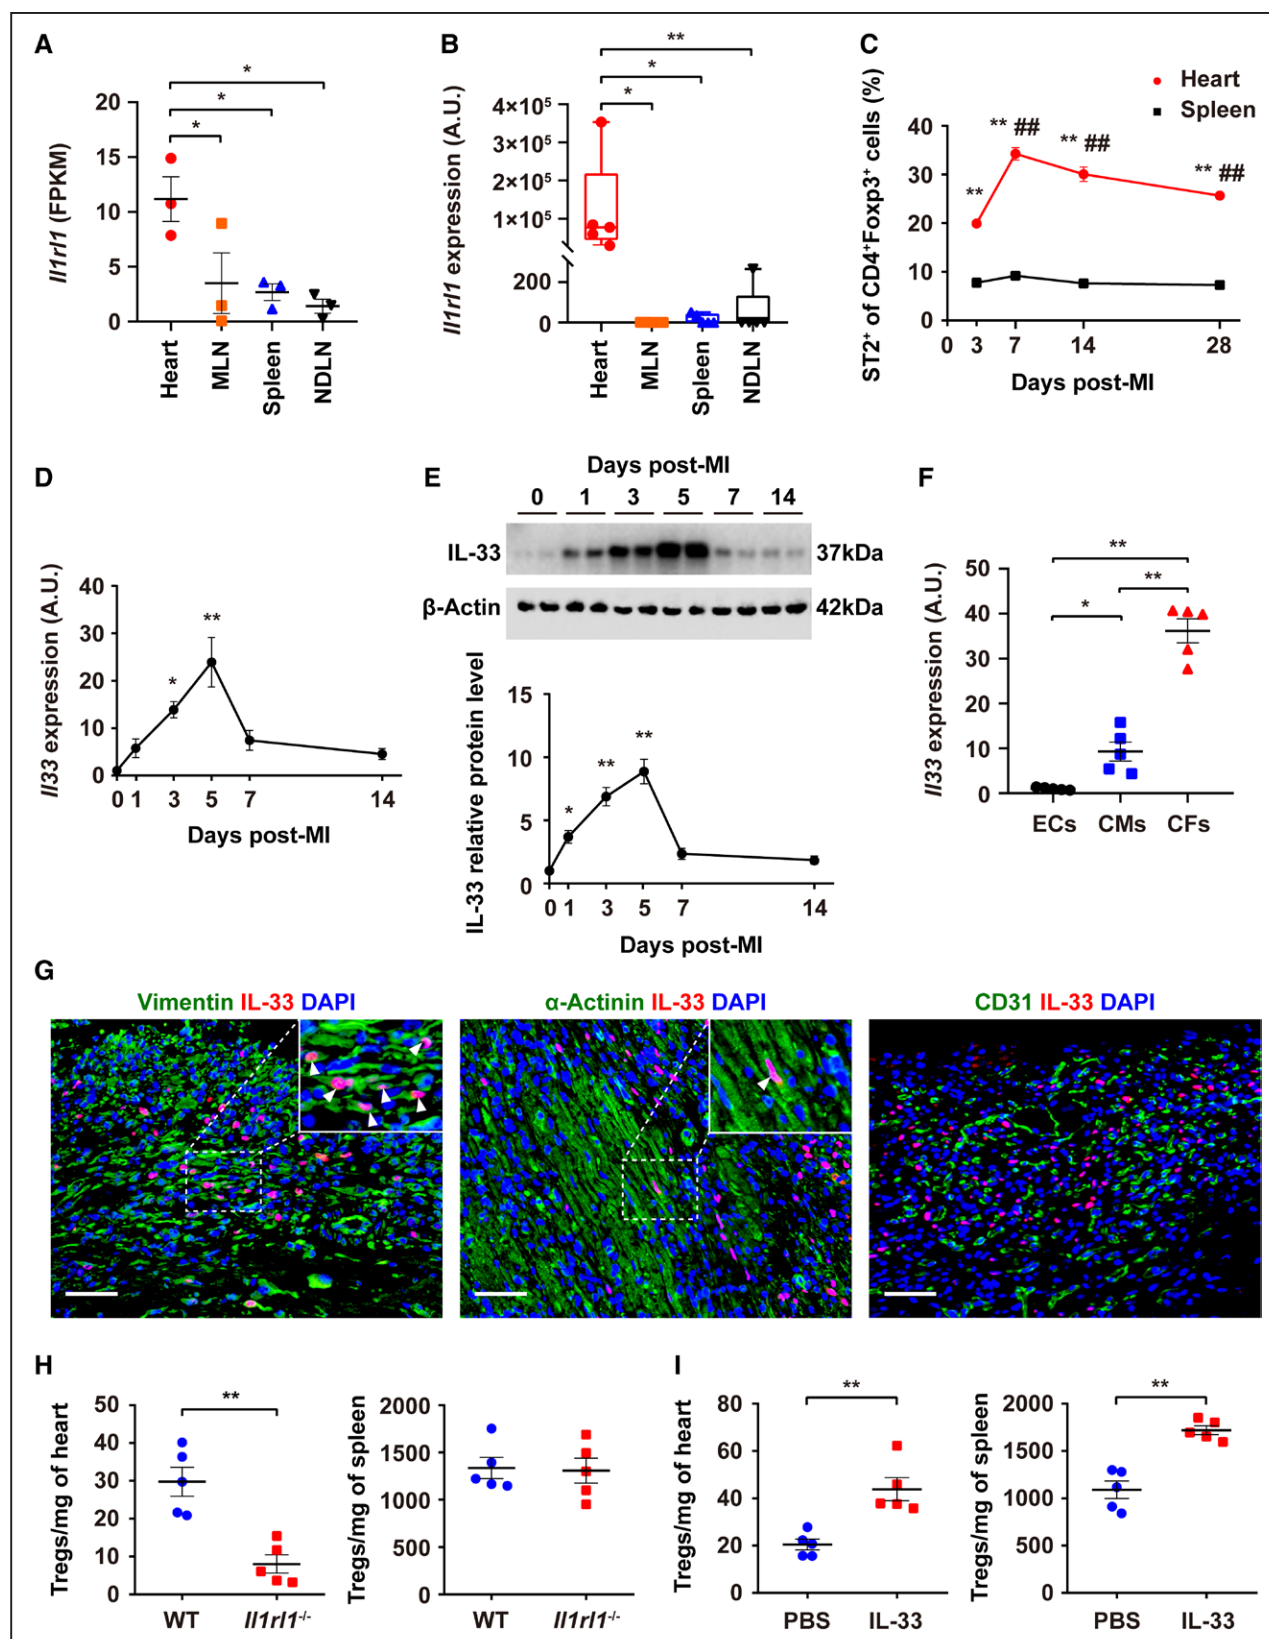 A
Il1rl1 (FPKM)
20
15
10
5
0
*
*
*
Heart
MLN
Spleen
NDLN
B
Il1rl1 expression (A.U.)
4×10⁵
3×10⁵
2×10⁵
1×10⁵
200
0
**
*
*
Heart
MLN
Spleen
NDLN
C
ST2⁺ of CD4⁺Foxp3⁺ cells (%)
Heart
Spleen
40
30
20
10
0
**
** ##
** ##
** ##
0 3 7 14 28
Days post-MI
D
Il33 expression (A.U.)
40
30
20
10
0
*
**
0 1 3 5 7 14
Days post-MI
E
Days post-MI
0 1 3 5 7 14
IL-33 37kDa
β-Actin 42kDa
IL-33 relative protein level
15
10
5
0
*
**
**
0 1 3 5 7 14
Days post-MI
F
Il33 expression (A.U.)
50
40
30
20
10
0
**
**
*
ECs CMs CFs
G
Vimentin IL-33 DAPI
α-Actinin IL-33 DAPI
CD31 IL-33 DAPI
H
Tregs/mg of heart
50
40
30
20
10
0
**
WT Il1rl1⁻/⁻
Tregs/mg of spleen
2000
1500
1000
500
0
WT Il1rl1⁻/⁻
I
Tregs/mg of heart
80
60
40
20
0
**
PBS IL-33
Tregs/mg of spleen
2000
1500
1000
500
0
**
PBS IL-33